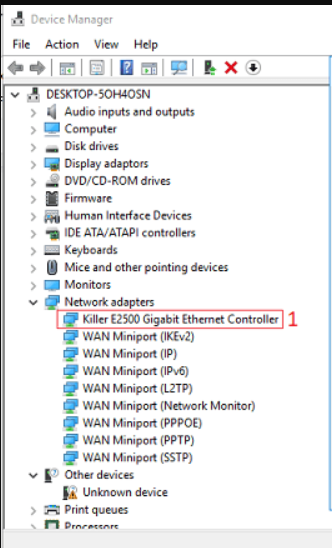 Device Manager
File Action View Help
DESKTOP-5OH4OSN
Audio inputs and outputs
Computer
Disk drives
Display adaptors
DVD/CD-ROM drives
Firmware
Human Interface Devices
IDE ATA/ATAPI controllers
Keyboards
Mice and other pointing devices
Monitors
Network adapters
Killer E2500 Gigabit Ethernet Controller 1
WAN Miniport (IKEv2)
WAN Miniport (IP)
WAN Miniport (IPv6)
WAN Miniport (L2TP)
WAN Miniport (Network Monitor)
WAN Miniport (PPPOE)
WAN Miniport (PPTP)
WAN Miniport (SSTP)
Other devices
Unknown device
Print queues
Processors